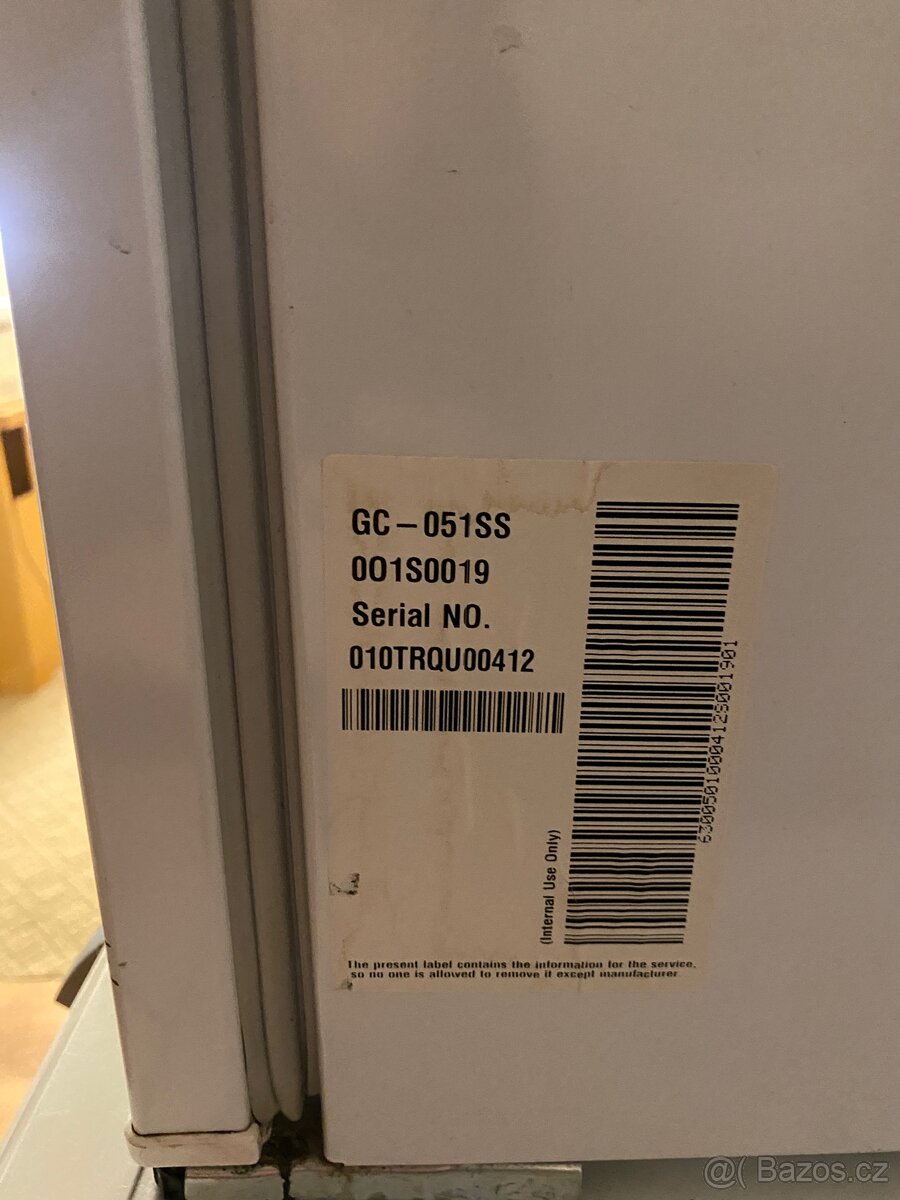 GC-051SS
001S0019
Serial NO.
010TRQU00412
(Internal Use Only)
The present label contains the information for the service,
so no one is allowed to remove it except manufacturer
@( Bazos.cz